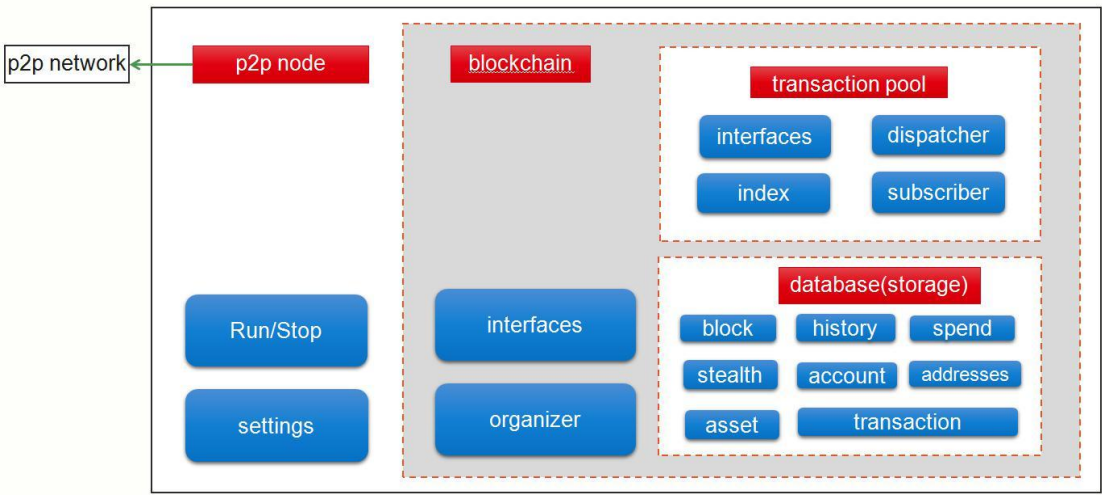 p2p network
p2p node
blockchain
transaction pool
interfaces
dispatcher
index
subscriber
Run/Stop
settings
interfaces
organizer
database(storage)
block
history
spend
stealth
account
addresses
asset
transaction